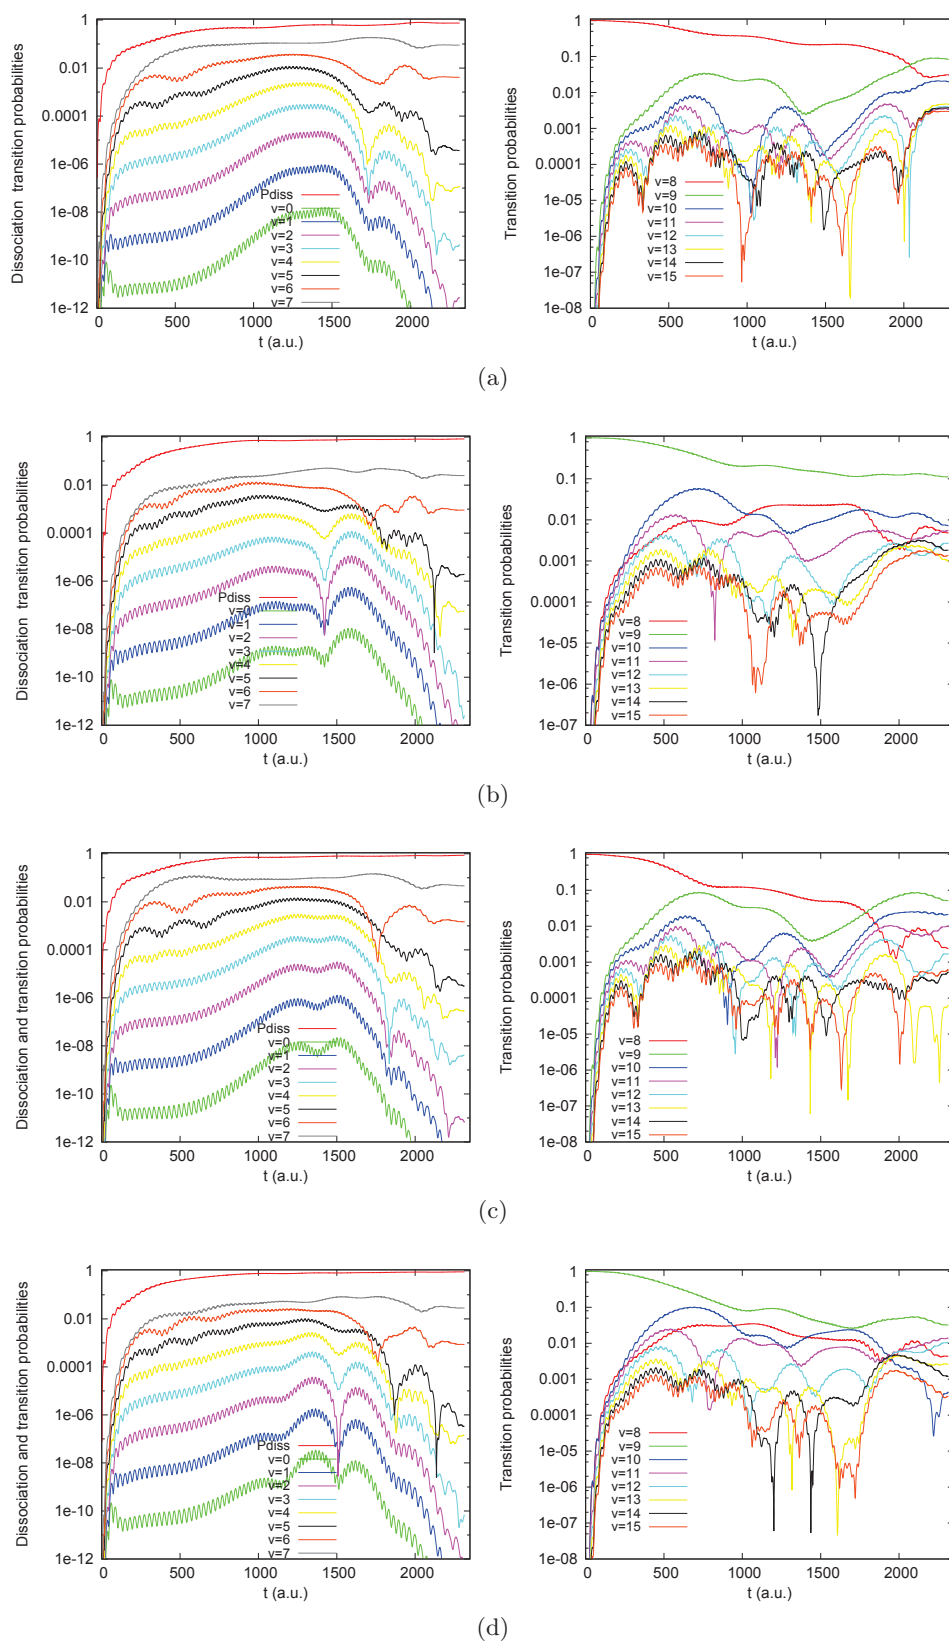 Dissociation transition probabilities
1
0.01
0.0001
1e-06
1e-08
1e-10
1e-12
0
500
1000
1500
2000
t (a.u.)
Pdiss
v=0
v=1
v=2
v=3
v=4
v=5
v=6
v=7
Transition probabilities
1
0.1
0.01
0.001
0.0001
1e-05
1e-06
1e-07
1e-08
0
500
1000
1500
2000
t (a.u.)
v=8
v=9
v=10
v=11
v=12
v=13
v=14
v=15
(a)
Dissociation transition probabilities
1
0.01
0.0001
1e-06
1e-08
1e-10
1e-12
0
500
1000
1500
2000
t (a.u.)
Pdiss
v=0
v=1
v=2
v=3
v=4
v=5
v=6
v=7
Transition probabilities
1
0.1
0.01
0.001
0.0001
1e-05
1e-06
1e-07
0
500
1000
1500
2000
t (a.u.)
v=8
v=9
v=10
v=11
v=12
v=13
v=14
v=15
(b)
Dissociation and transition probabilities
1
0.01
0.0001
1e-06
1e-08
1e-10
1e-12
0
500
1000
1500
2000
t (a.u.)
Pdiss
v=0
v=1
v=2
v=3
v=4
v=5
v=6
v=7
Transition probabilities
1
0.1
0.01
0.001
0.0001
1e-05
1e-06
1e-07
1e-08
0
500
1000
1500
2000
t (a.u.)
v=8
v=9
v=10
v=11
v=12
v=13
v=14
v=15
(c)
Dissociation and transition probabilities
1
0.01
0.0001
1e-06
1e-08
1e-10
1e-12
0
500
1000
1500
2000
t (a.u.)
Pdiss
v=0
v=1
v=2
v=3
v=4
v=5
v=6
v=7
Transition probabilities
1
0.1
0.01
0.001
0.0001
1e-05
1e-06
1e-07
1e-08
0
500
1000
1500
2000
t (a.u.)
v=8
v=9
v=10
v=11
v=12
v=13
v=14
v=15
(d)